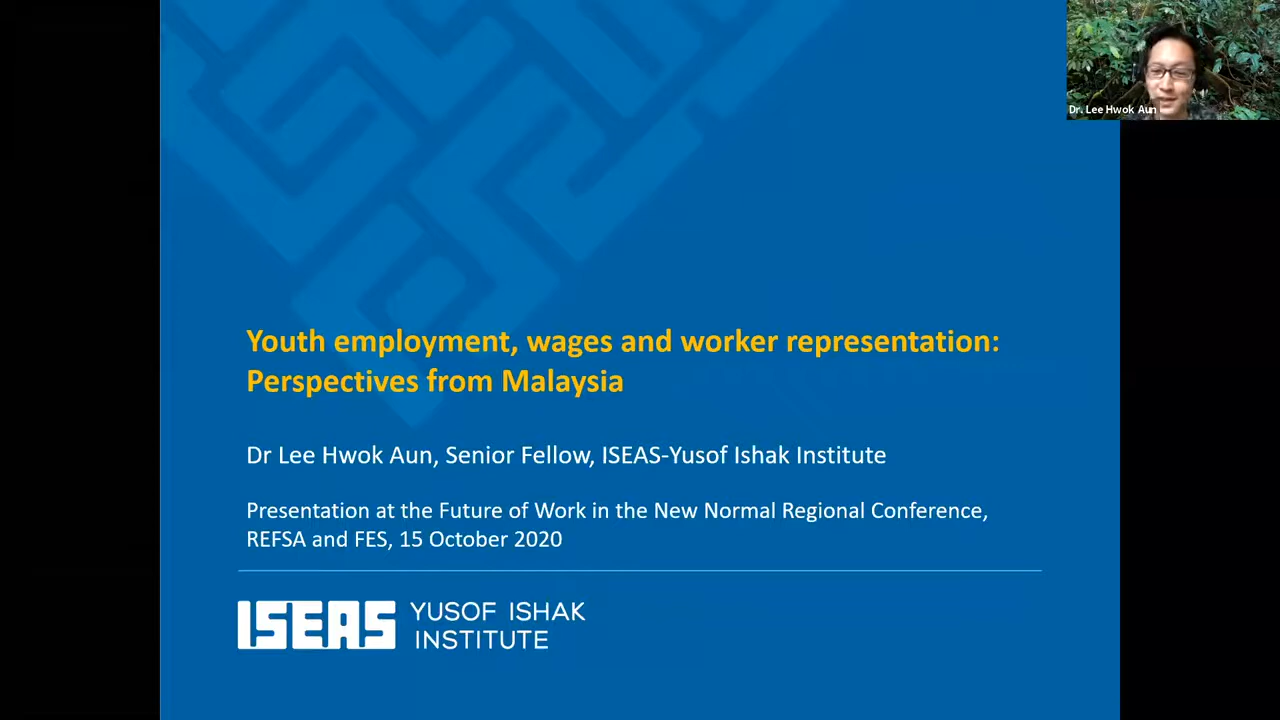 Dr. Lee Hwok Aun
Youth employment, wages and worker representation:
Perspectives from Malaysia
Dr Lee Hwok Aun, Senior Fellow, ISEAS-Yusof Ishak Institute
Presentation at the Future of Work in the New Normal Regional Conference,
REFSA and FES, 15 October 2020
ISEAS YUSOF ISHAK
INSTITUTE